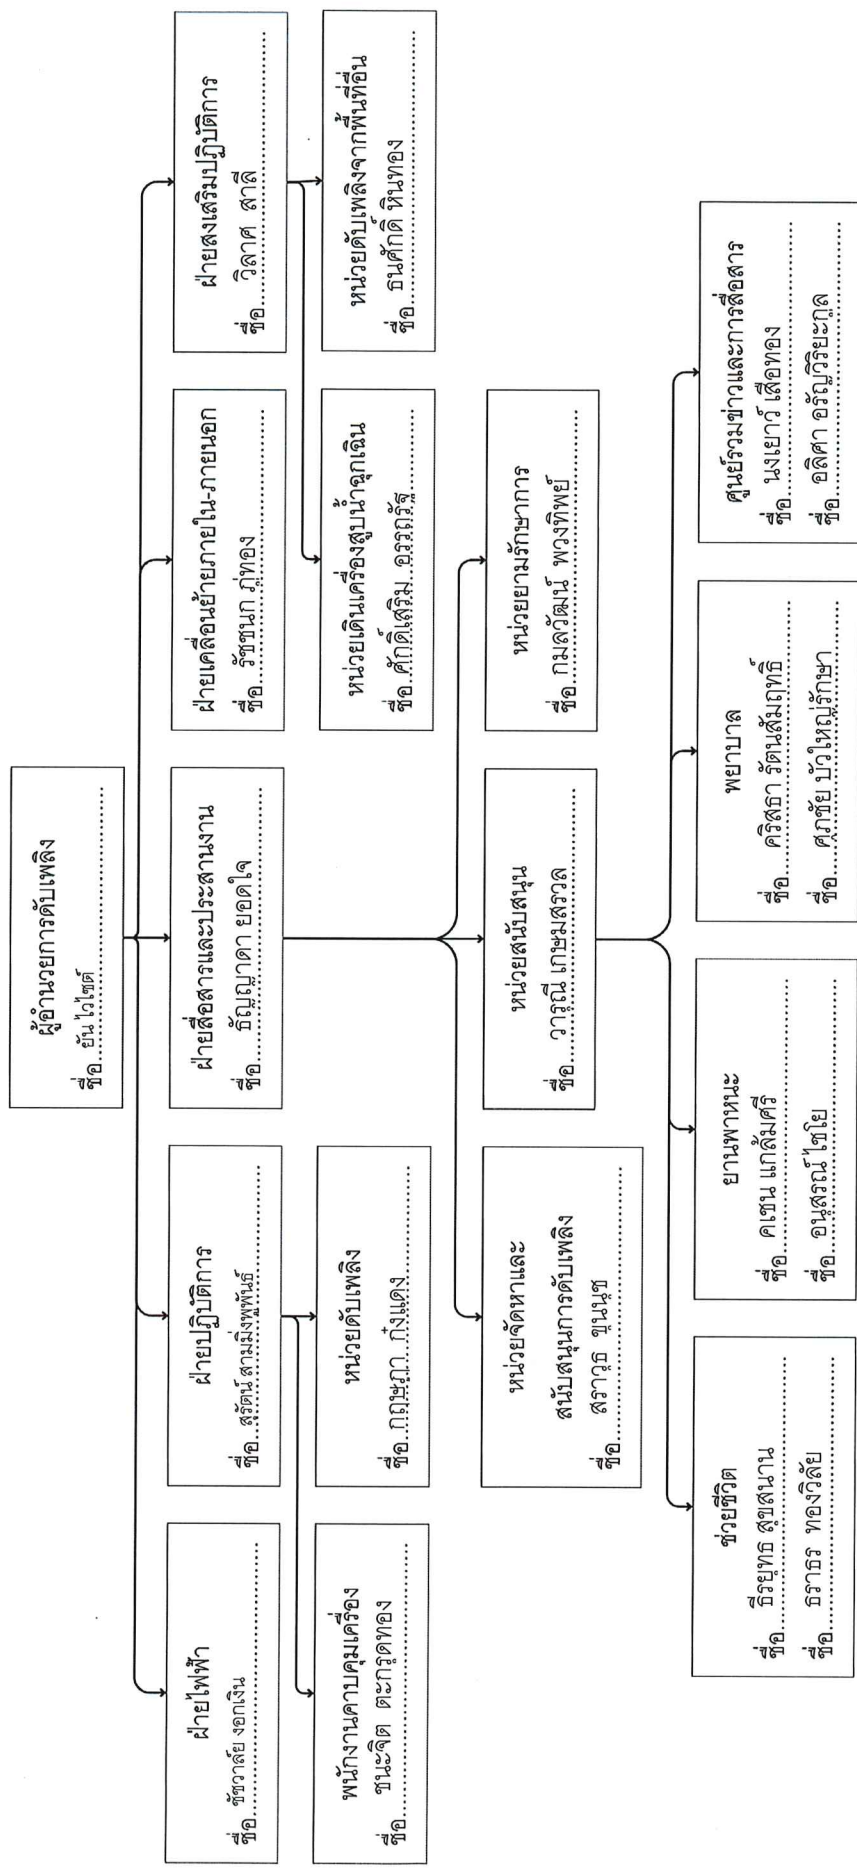 ผู้อำนวยการดับเพลิง
ชื่อ...ยัน ไวไซด์...
ฝ่ายไฟฟ้า
ชื่อ...ชัชวาลย์ งอกเงิน...
ฝ่ายปฏิบัติการ
ชื่อ...สุรัตน์ สามมิ่งพูพันธ์...
ฝ่ายสื่อสารและประสานงาน
ชื่อ...ธัญญาดา ยอดใจ...
ฝ่ายเคลื่อนย้ายภายใน-ภายนอก
ชื่อ...รัชชนก ภู่ทอง...
ฝ่ายส่งเสริมปฏิบัติการ
ชื่อ...วิลาศ สาลี...
พนักงานควบคุมเครื่อง
ชื่อ...ชนะจิต ตะกรุดทอง...
หน่วยดับเพลิง
ชื่อ...กฤษฎา กุ่งแดง...
หน่วยเดินเครื่องสูบน้ำฉุกเฉิน
ชื่อ...ศักดิ์เสริม...อรรถรัฐ...
หน่วยดับเพลิงจากพื้นที่อื่น
ชื่อ...ธนศักดิ์ หินทอง...
หน่วยจัดหาและ
สนับสนุนการดับเพลิง
ชื่อ...สราวุธ ขุนนุช...
หน่วยสนับสนุน
ชื่อ...วารุณี เกษมสรวล...
หน่วยยามรักษาการ
ชื่อ...กมลวัฒน์ พวงทิพย์...
ช่วยชีวิต
ชื่อ...ธีรยุทธ สุขสนาน...
ชื่อ...ธราธร ทองวิลัย...
ยานพาหนะ
ชื่อ...คเชน แกล้มศรี...
ชื่อ...อนุสรณ์ ไชโย...
พยาบาล
ชื่อ...คริสธา รัตนสัมฤทธิ์...
ชื่อ...ศุภชัย บัวใหญ่รักษา...
ศูนย์รวมข่าวและการสื่อสาร
ชื่อ...นงเยาว์ เสือทอง...
ชื่อ...อลิศา อรัญวิริยะกูล...